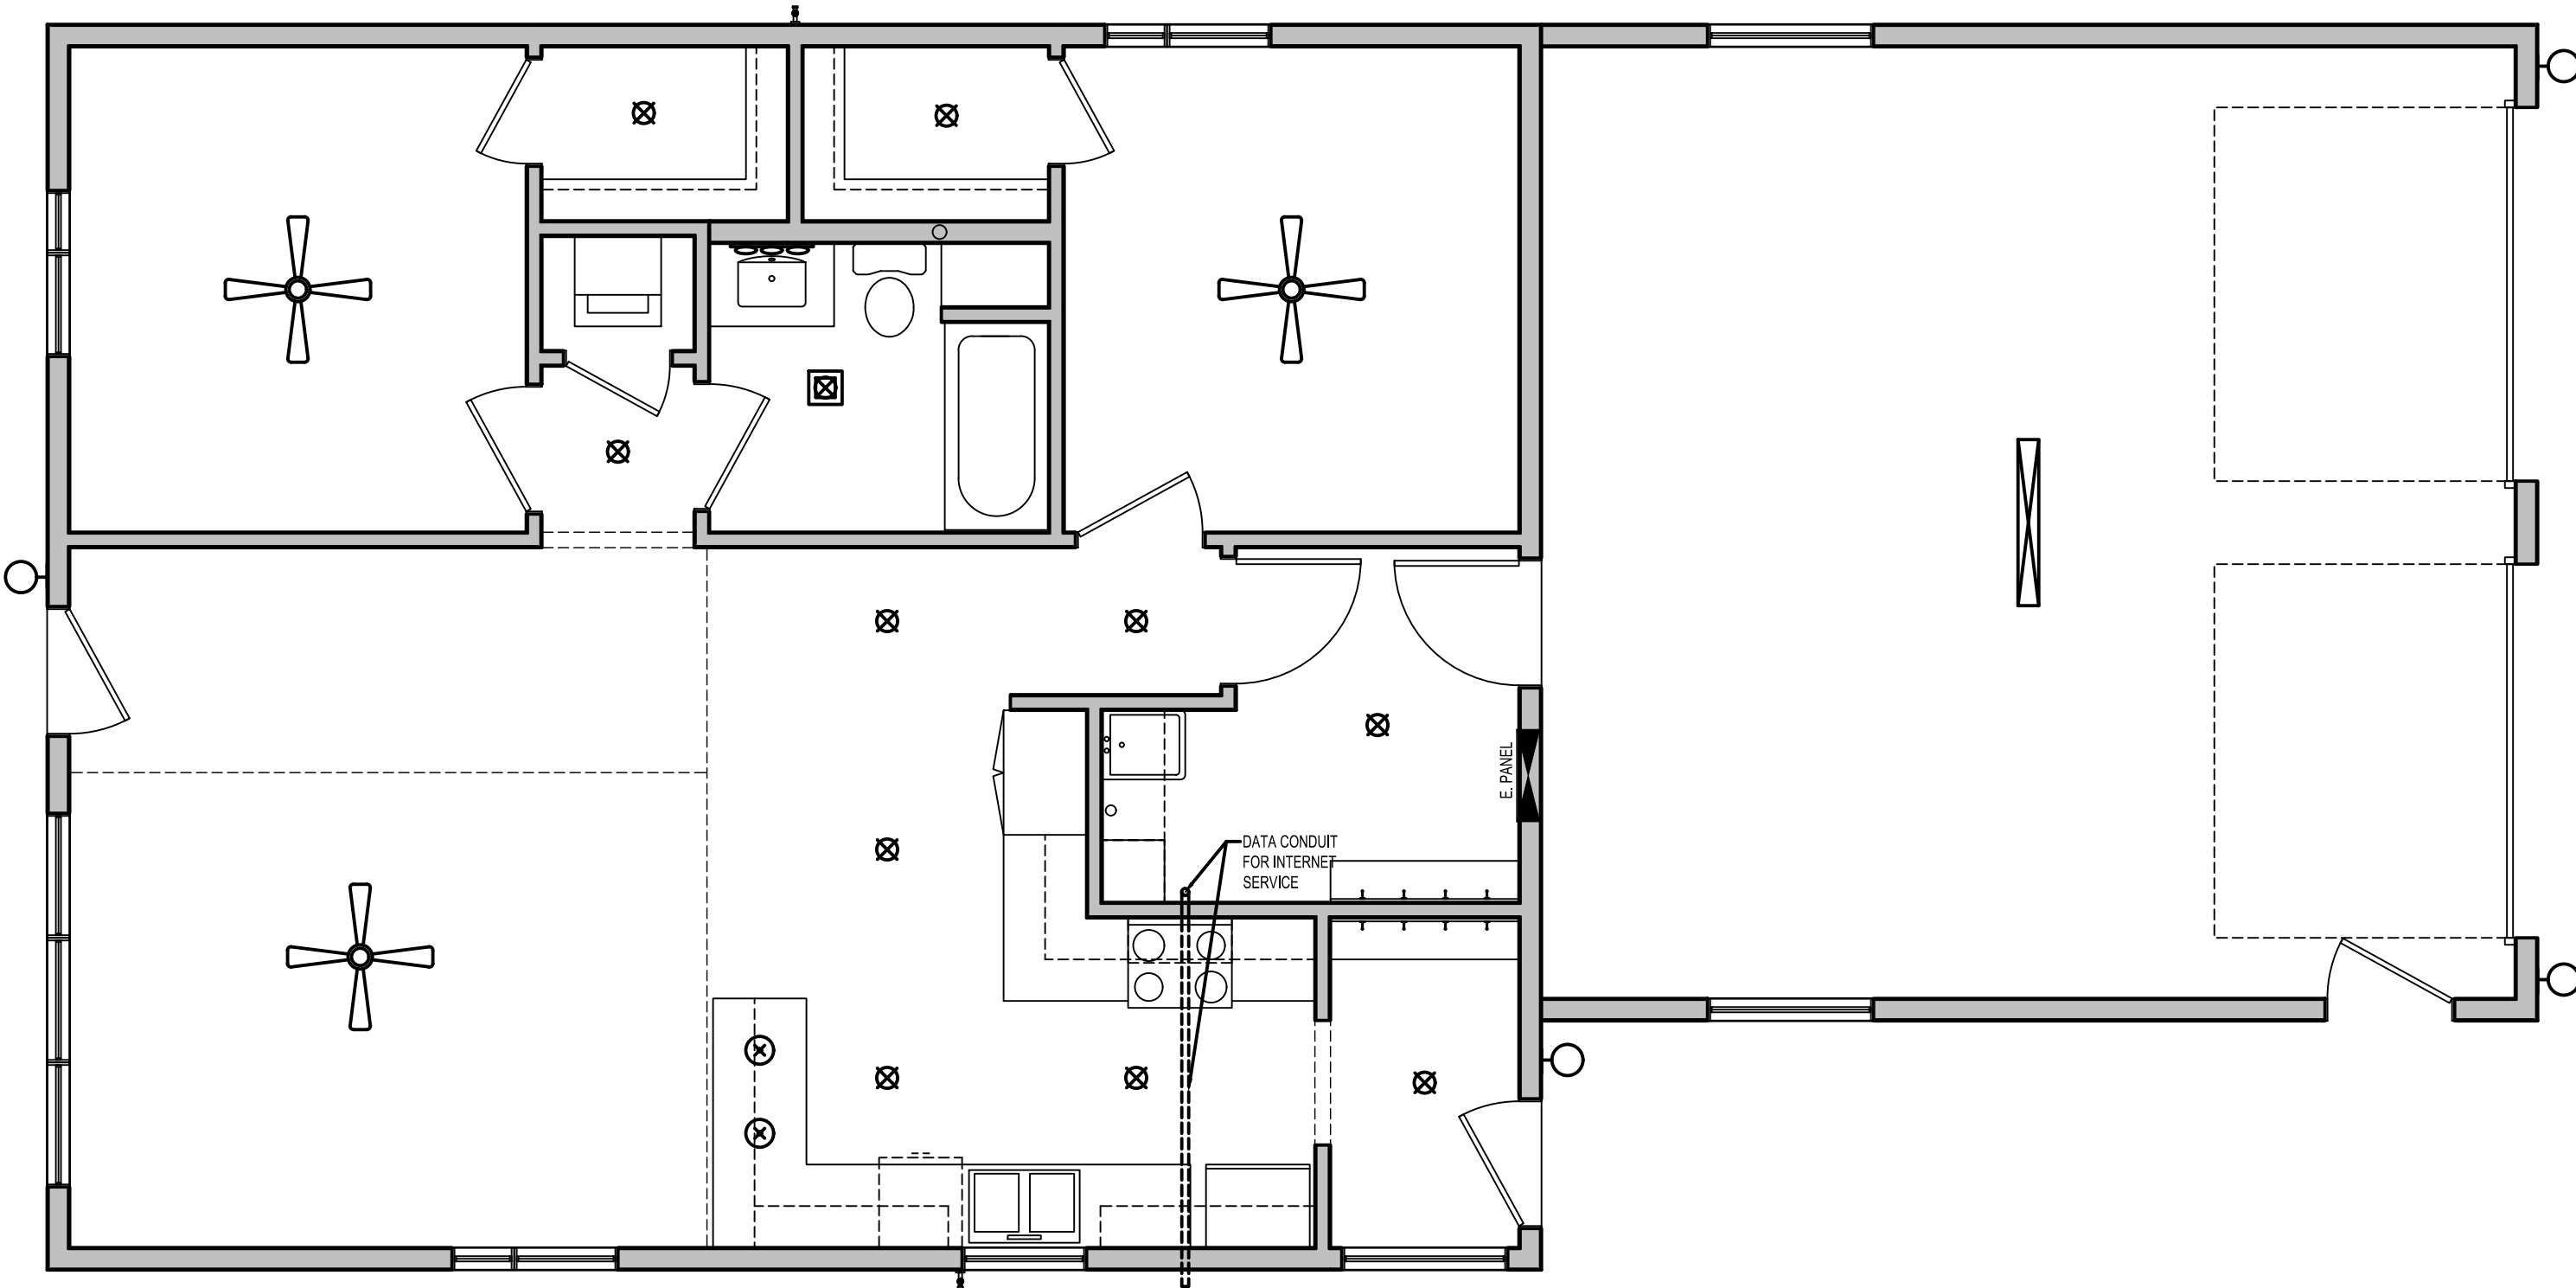 E. PANEL
DATA CONDUIT
FOR INTERNET
SERVICE